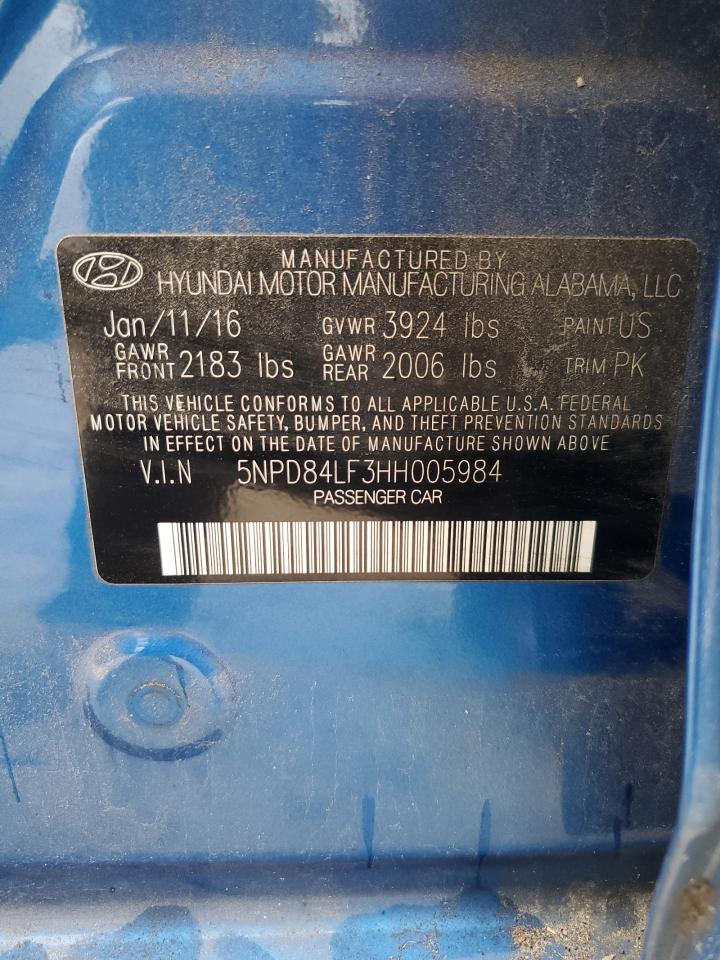 MANUFACTURED BY
HYUNDAI MOTOR MANUFACTURING ALABAMA, LLC
Jan/11/16 GVWR 3924 lbs PAINT US
GAWR FRONT 2183 lbs GAWR REAR 2006 lbs TRIM PK
THIS VEHICLE CONFORMS TO ALL APPLICABLE U.S.A. FEDERAL
MOTOR VEHICLE SAFETY, BUMPER, AND THEFT PREVENTION STANDARDS
IN EFFECT ON THE DATE OF MANUFACTURE SHOWN ABOVE
V.I.N 5NPD84LF3HH005984
PASSENGER CAR